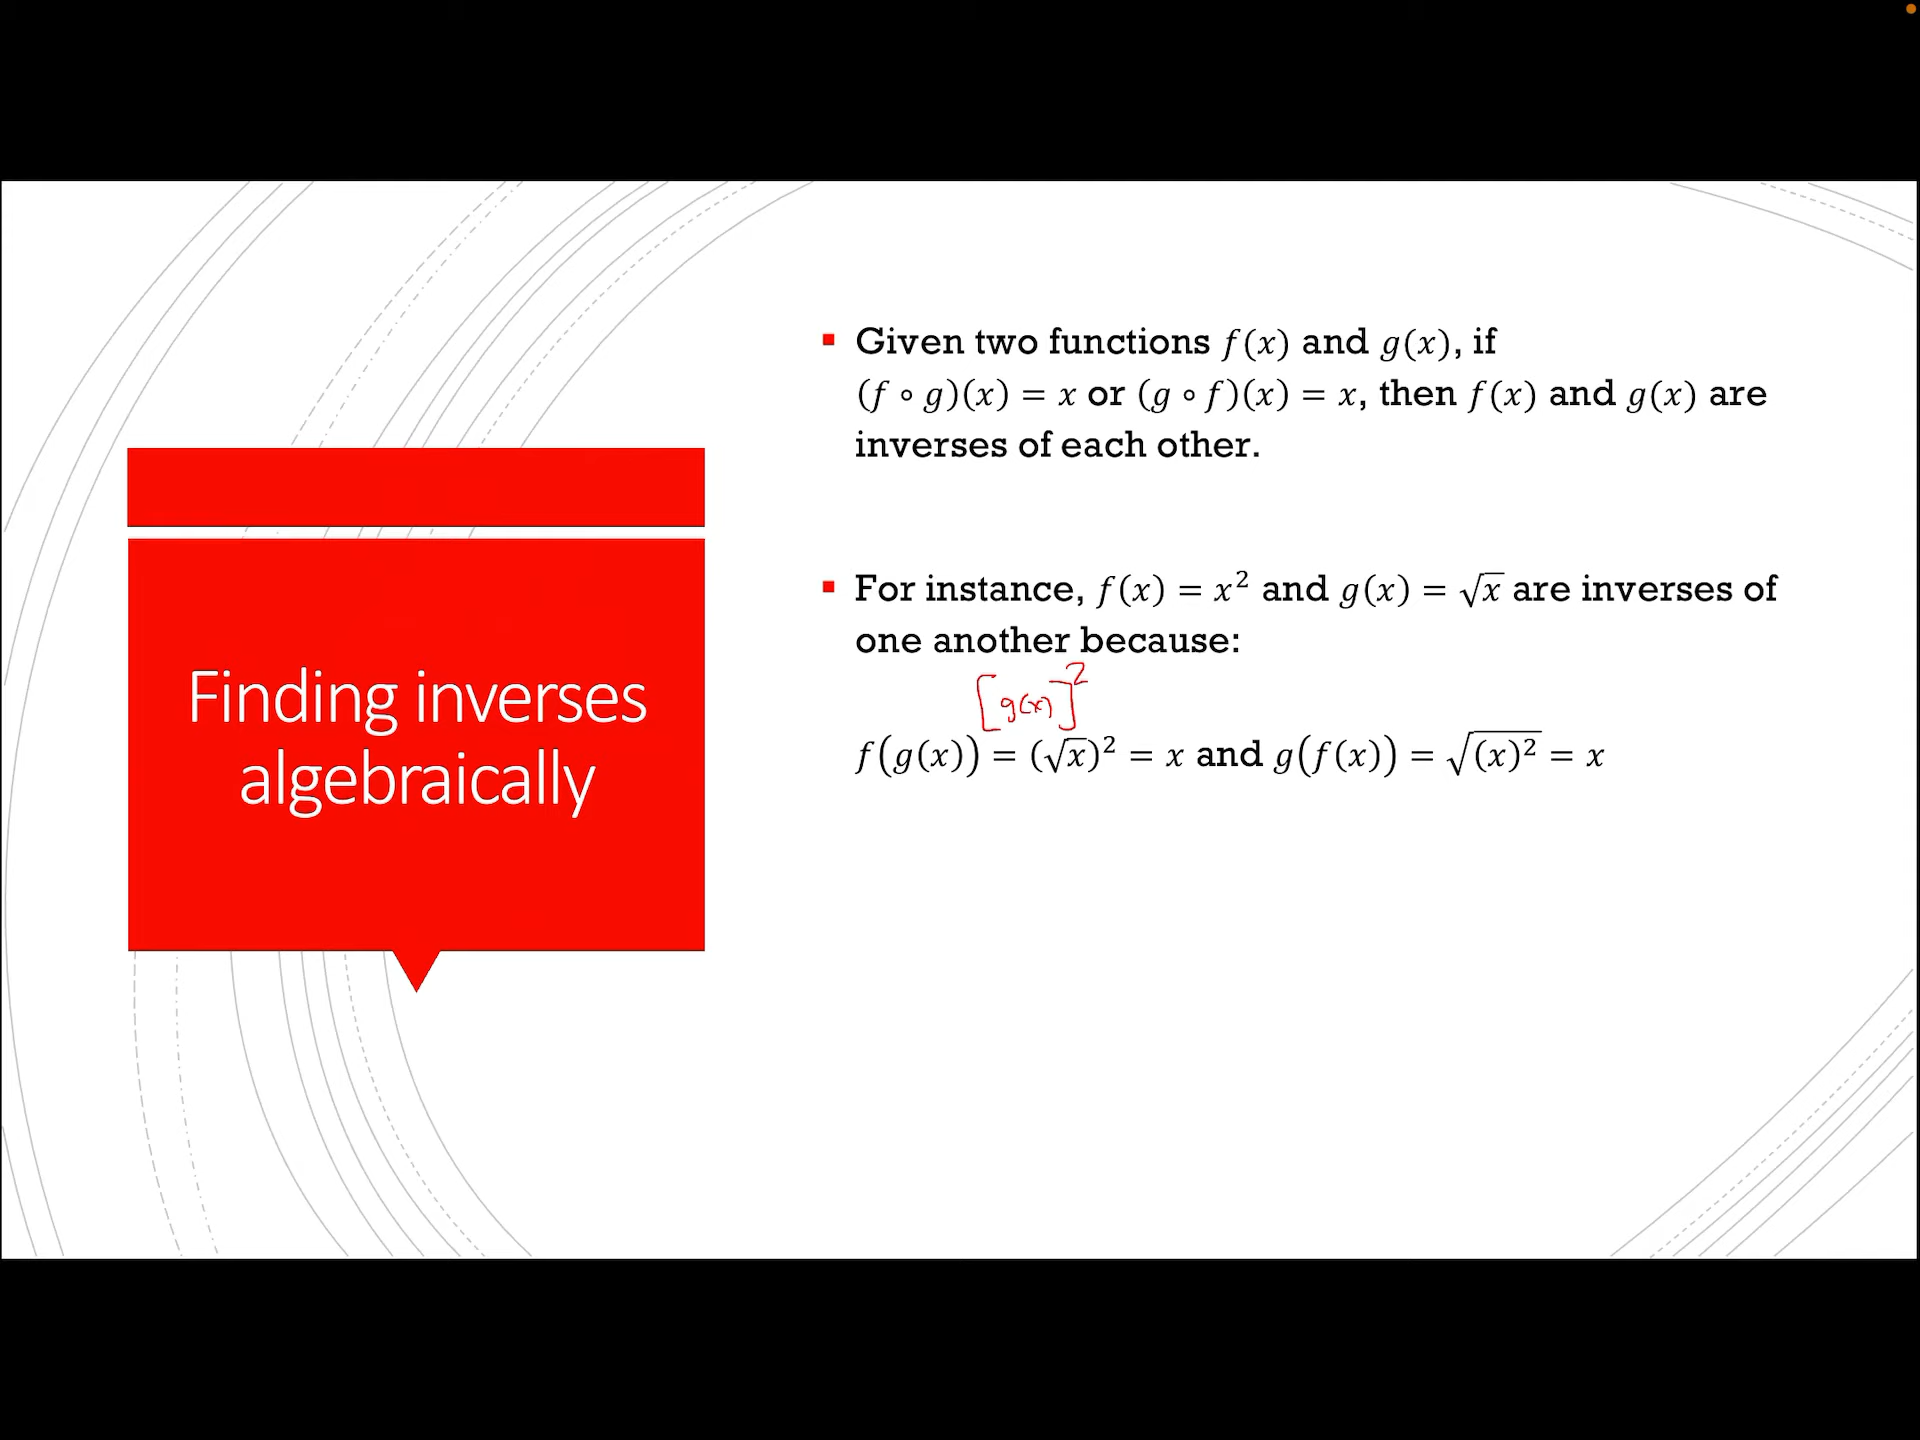 Finding inverses
algebraically
▪ Given two functions f(x) and g(x), if
(f ∘ g)(x) = x or (g ∘ f)(x) = x, then f(x) and g(x) are
inverses of each other.
▪ For instance, f(x) = x² and g(x) = √x are inverses of
one another because:
[g(x)]²
f(g(x)) = (√x)² = x and g(f(x)) = √(x)² = x